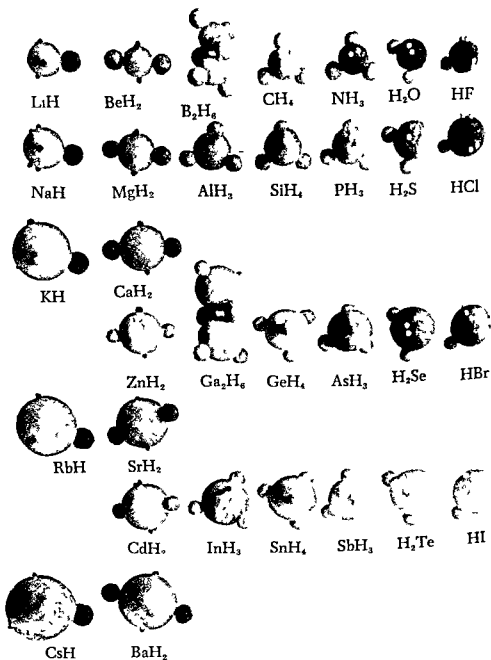 LiH BeH₂ B₂H₆ CH₄ NH₃ H₂O HF
NaH MgH₂ AlH₃ SiH₄ PH₃ H₂S HCl
KH CaH₂
ZnH₂ Ga₂H₆ GeH₄ AsH₃ H₂Se HBr
RbH SrH₂
CdH₂ InH₃ SnH₄ SbH₃ H₂Te HI
CsH BaH₂